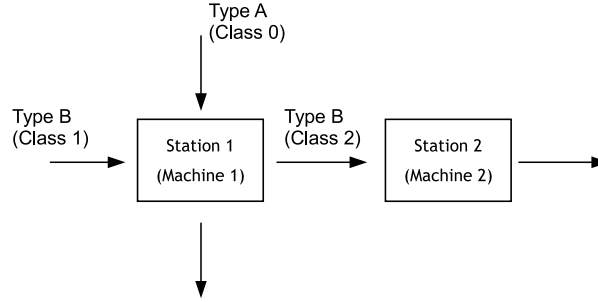 Type A
(Class 0)
Type B
(Class 1)
Station 1
(Machine 1)
Type B
(Class 2)
Station 2
(Machine 2)